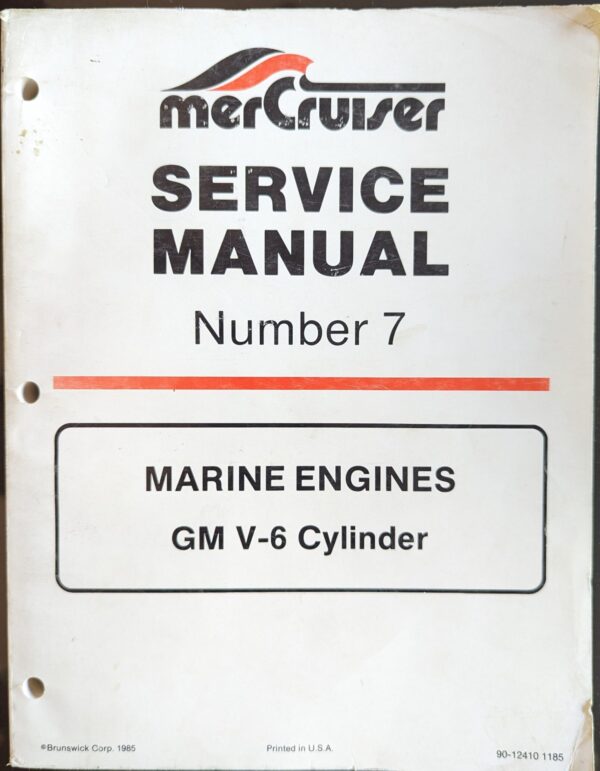 merCruiser
SERVICE
MANUAL
Number 7
MARINE ENGINES
GM V-6 Cylinder
©Brunswick Corp. 1985
Printed in U.S.A.
90-12410 1185